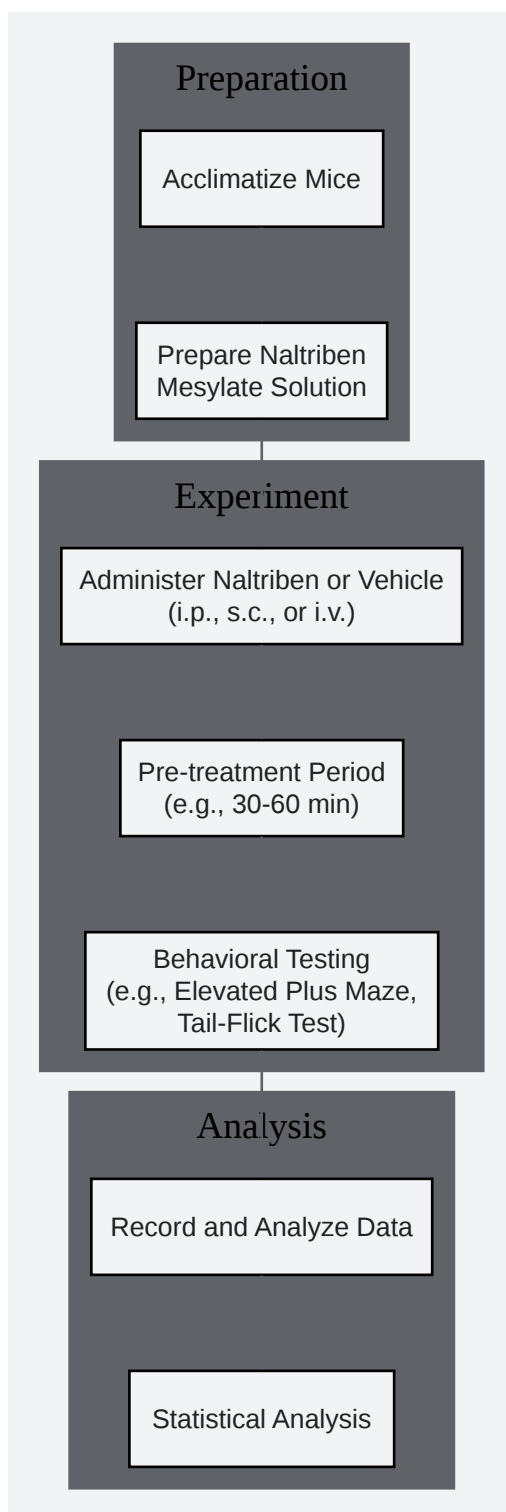 Preparation
Acclimatize Mice
Prepare Naltriben
Mesylate Solution
Experiment
Administer Naltriben or Vehicle
(i.p., s.c., or i.v.)
Pre-treatment Period
(e.g., 30-60 min)
Behavioral Testing
(e.g., Elevated Plus Maze,
Tail-Flick Test)
Analysis
Record and Analyze Data
Statistical Analysis